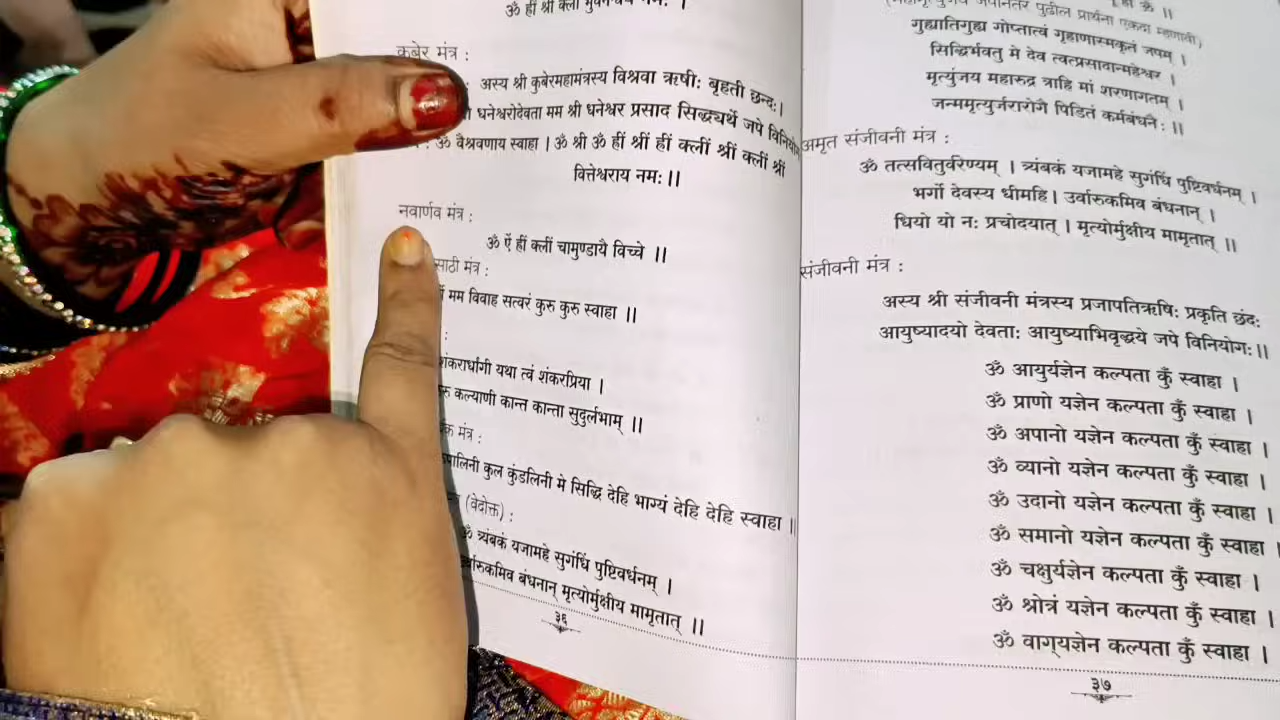 ॐ ह्रीं श्रीं क्लीं नमः ।
कुबेर मंत्र :
अस्य श्री कुबेरमहामंत्रस्य विश्रवा ऋषीः बृहती छन्दः।
धनेश्वरोदेवता मम श्री धनेश्वर प्रसाद सिद्ध्यर्थे जपे विनियोग
ॐ वैश्रवणाय स्वाहा । ॐ श्री ॐ हीं श्रीं हीं क्लीं श्रीं क्लीं श्रीं
वित्तेश्वराय नमः।।
नवार्णव मंत्र :
ॐ ऐं हीं क्लीं चामुण्डायै विच्चे ।।
साठी मंत्र :
मम विवाह सत्वरं कुरु कुरु स्वाहा ।।
:
शंकरार्धांगी यथा त्वं शंकरप्रिया ।
कल्याणी कान्त कान्ता सुदुर्लभाम् ।।
मंत्र :
कुल कुंडलिनी मे सिद्धि देहि भाग्यं देहि देहि स्वाहा ।
(वेदोक्त) :
ॐ त्र्यंबकं यजामहे सुगंधिं पुष्टिवर्धनम् ।
बंधनान् मृत्योर्मुक्षीय मामृतात् ।।
३६
जपानंतर पुढील प्रार्थना एकदा म्हणावी)
गुह्यातिगुह्य गोप्तात्वं गृहाणास्मकृतं जपम् ।
सिद्धिर्भवतु मे देव त्वत्प्रसादान्महेश्वर ।
मृत्युंजय महारुद्र त्राहि मां शरणागतम् ।
जन्ममृत्युर्जरारोगै पिडितं कर्मबंधनैः ।।
अमृत संजीवनी मंत्र :
ॐ तत्सवितुर्वरेण्यम् । त्र्यंबकं यजामहे सुगंधिं पुष्टिवर्धनम् ।
भर्गो देवस्य धीमहि। उर्वारुकमिव बंधनान् ।
धियो यो नः प्रचोदयात् । मृत्योर्मुक्षीय मामृतात् ।।
संजीवनी मंत्र :
अस्य श्री संजीवनी मंत्रस्य प्रजापतिऋषिः प्रकृति छंदः
आयुष्यादयो देवताः आयुष्याभिवृद्धये जपे विनियोगः।।
ॐ आयुर्यज्ञेन कल्पता कुँ स्वाहा ।
ॐ प्राणो यज्ञेन कल्पता कुँ स्वाहा ।
ॐ अपानो यज्ञेन कल्पता कुँ स्वाहा ।
ॐ व्यानो यज्ञेन कल्पता कुँ स्वाहा ।
ॐ उदानो यज्ञेन कल्पता कुँ स्वाहा ।
ॐ समानो यज्ञेन कल्पता कुँ स्वाहा ।
ॐ चक्षुर्यज्ञेन कल्पता कुँ स्वाहा ।
ॐ श्रोत्रं यज्ञेन कल्पता कुँ स्वाहा ।
ॐ वाग्‌यज्ञेन कल्पता कुँ स्वाहा ।
३७